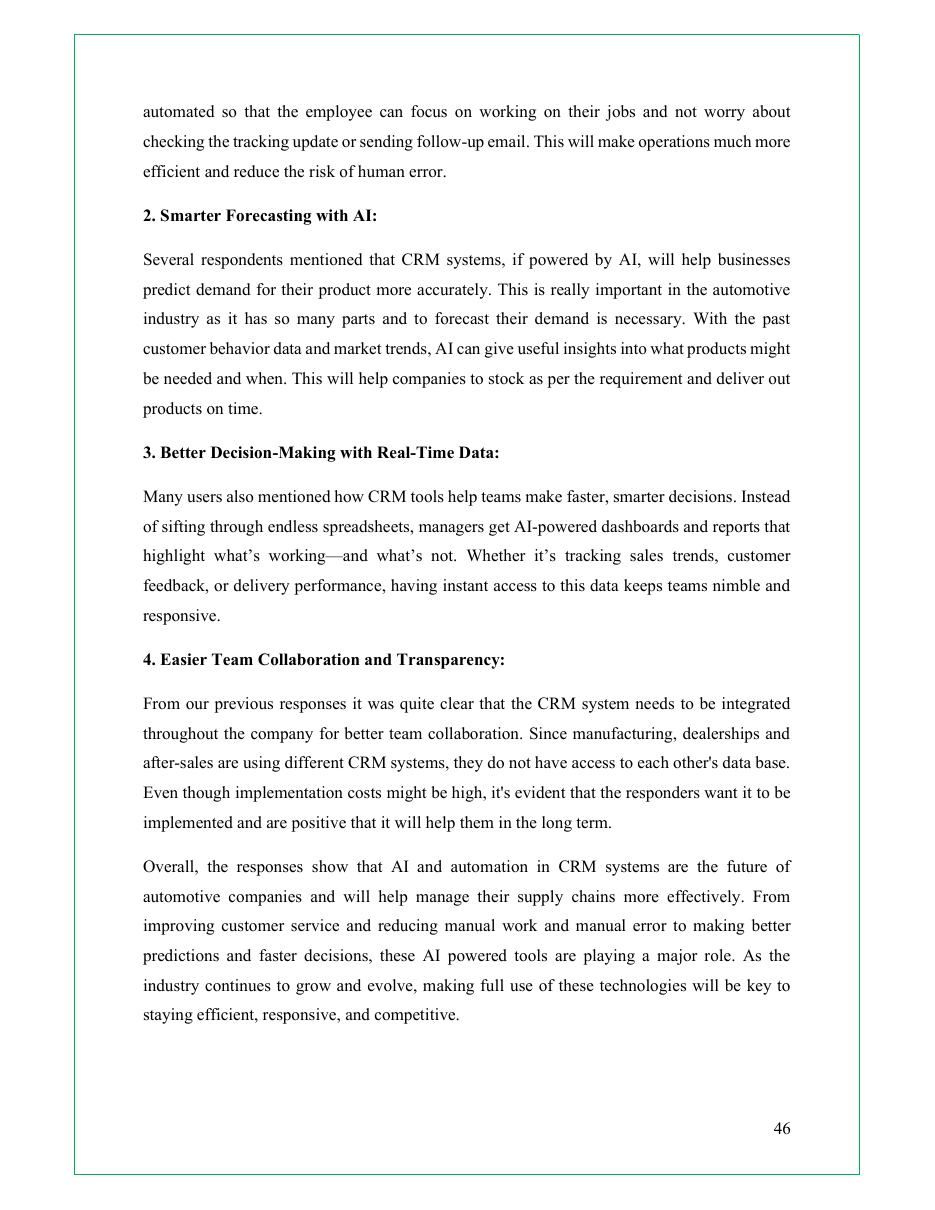 automated so that the employee can focus on working on their jobs and not worry about
checking the tracking update or sending follow-up email. This will make operations much more
efficient and reduce the risk of human error.
2. Smarter Forecasting with AI:
Several respondents mentioned that CRM systems, if powered by AI, will help businesses
predict demand for their product more accurately. This is really important in the automotive
industry as it has so many parts and to forecast their demand is necessary. With the past
customer behavior data and market trends, AI can give useful insights into what products might
be needed and when. This will help companies to stock as per the requirement and deliver out
products on time.
3. Better Decision-Making with Real-Time Data:
Many users also mentioned how CRM tools help teams make faster, smarter decisions. Instead
of sifting through endless spreadsheets, managers get AI-powered dashboards and reports that
highlight what’s working—and what’s not. Whether it’s tracking sales trends, customer
feedback, or delivery performance, having instant access to this data keeps teams nimble and
responsive.
4. Easier Team Collaboration and Transparency:
From our previous responses it was quite clear that the CRM system needs to be integrated
throughout the company for better team collaboration. Since manufacturing, dealerships and
after-sales are using different CRM systems, they do not have access to each other's data base.
Even though implementation costs might be high, it's evident that the responders want it to be
implemented and are positive that it will help them in the long term.
Overall, the responses show that AI and automation in CRM systems are the future of
automotive companies and will help manage their supply chains more effectively. From
improving customer service and reducing manual work and manual error to making better
predictions and faster decisions, these AI powered tools are playing a major role. As the
industry continues to grow and evolve, making full use of these technologies will be key to
staying efficient, responsive, and competitive.
46